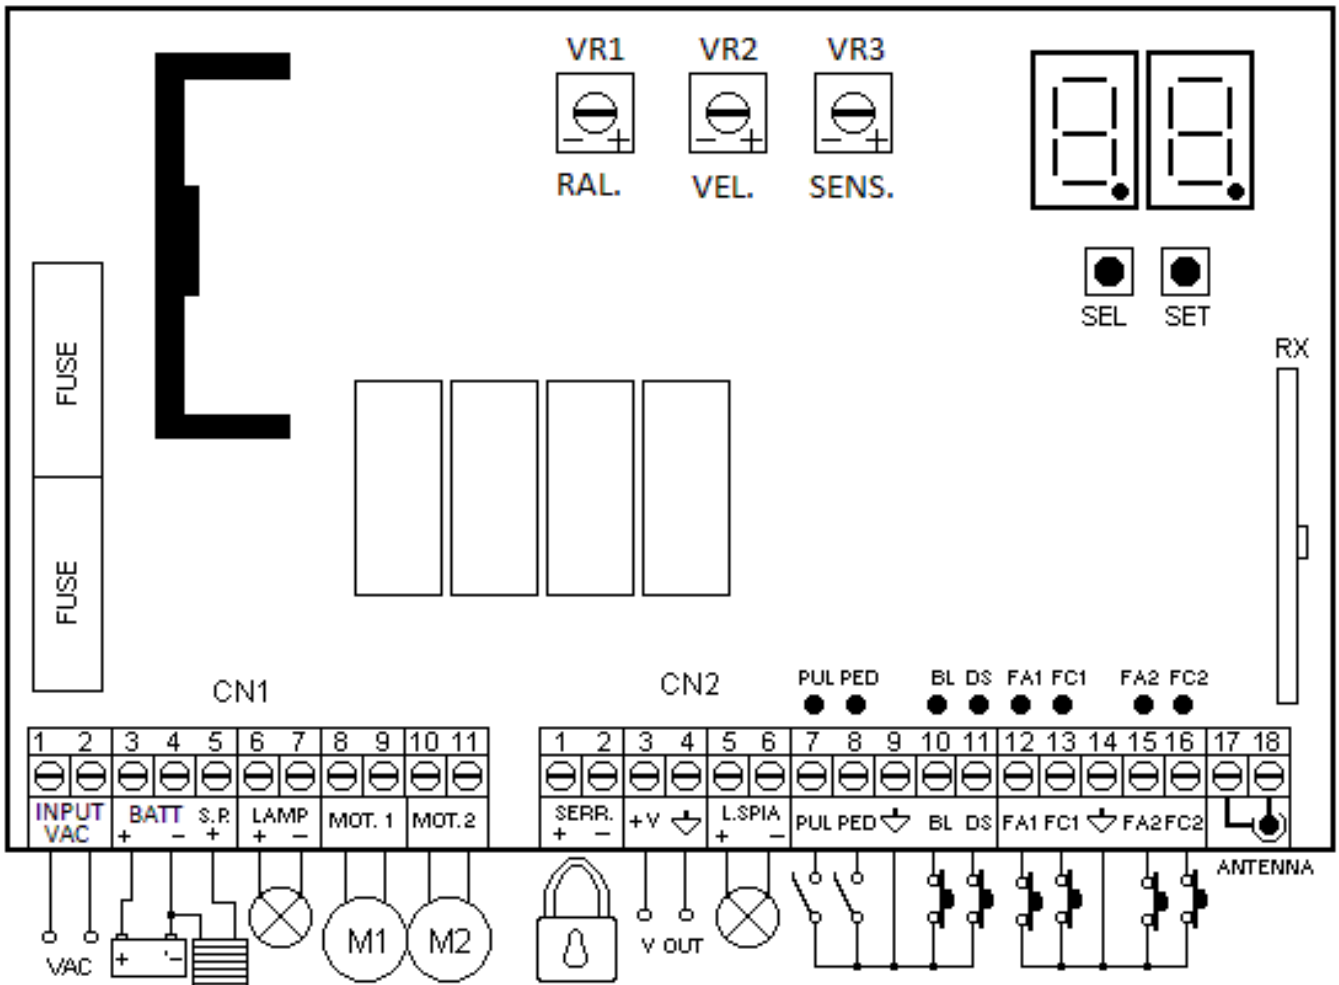 VR1 VR2 VR3
- + - + - +
RAL. VEL. SENS.
8. 8.
SEL SET
RX
FUSE
FUSE
CN1
CN2
PUL PED BL DS FA1 FC1 FA2 FC2
1 2 3 4 5 6 7 8 9 10 11
1 2 3 4 5 6 7 8 9 10 11 12 13 14 15 16 17 18
INPUT VAC
BATT + -
S.P. +
LAMP + -
MOT. 1
MOT.2
SERR. + -
+V
L.SPIA + -
PUL PED BL DS FA1 FC1 FA2 FC2
ANTENNA
VAC
+ -
M1 M2
V OUT